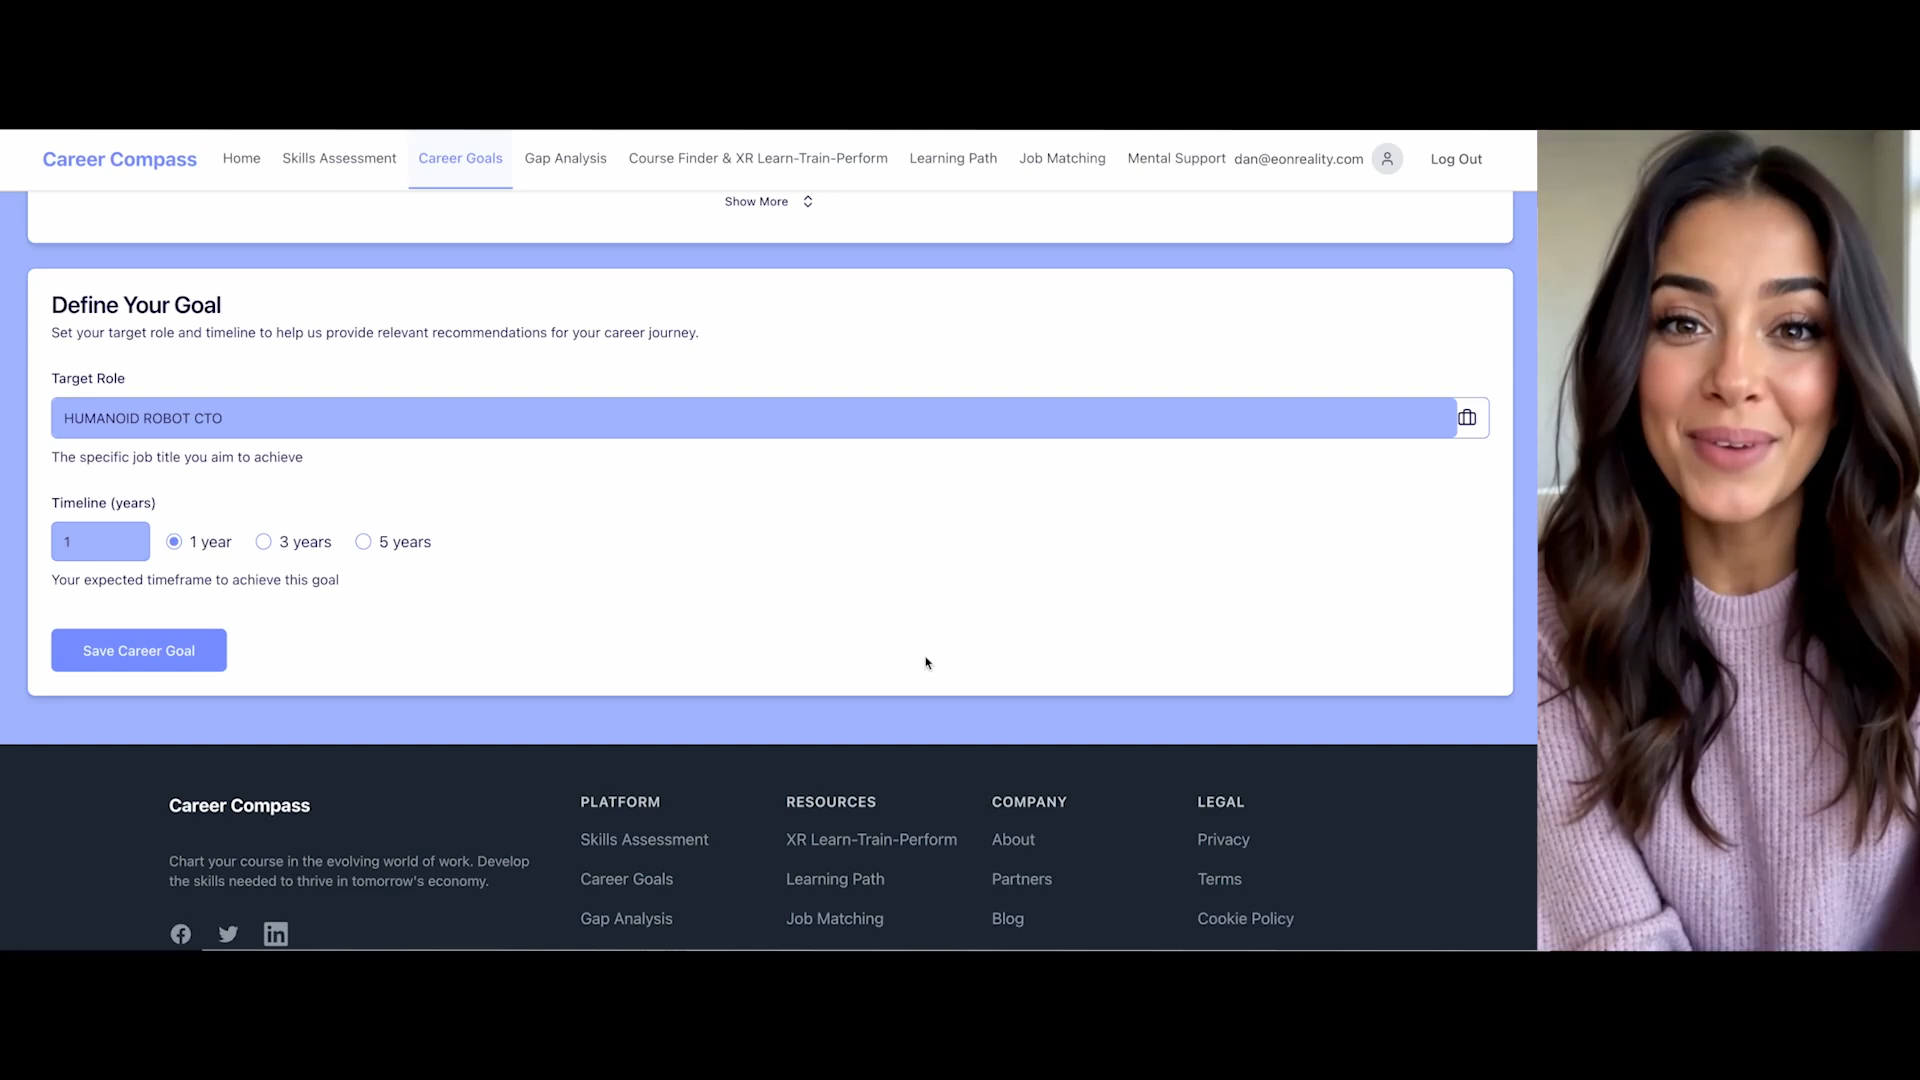 Career Compass Home Skills Assessment Career Goals Gap Analysis Course Finder & XR Learn-Train-Perform Learning Path Job Matching Mental Support dan@eonreality.com Log Out
Show More
Define Your Goal
Set your target role and timeline to help us provide relevant recommendations for your career journey.
Target Role
HUMANOID ROBOT CTO
The specific job title you aim to achieve
Timeline (years)
1 1 year 3 years 5 years
Your expected timeframe to achieve this goal
Save Career Goal
Career Compass
Chart your course in the evolving world of work. Develop
the skills needed to thrive in tomorrow's economy.
in
PLATFORM
Skills Assessment
Career Goals
Gap Analysis
RESOURCES
XR Learn-Train-Perform
Learning Path
Job Matching
COMPANY
About
Partners
Blog
LEGAL
Privacy
Terms
Cookie Policy